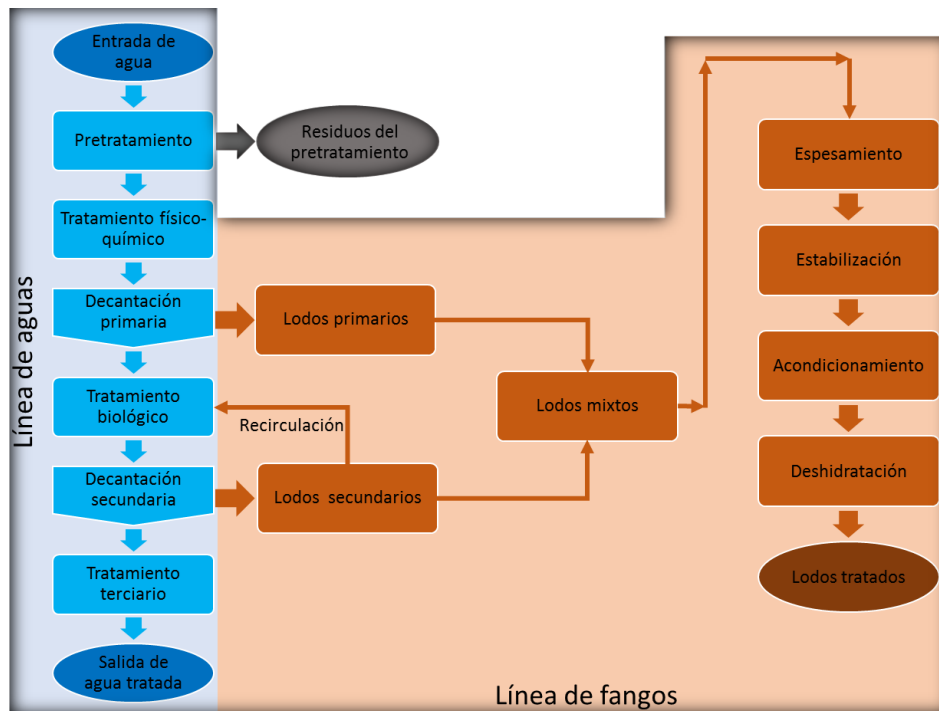 Entrada de
agua
Pretratamiento
Residuos del
pretratamiento
Tratamiento físico-
químico
Decantación
primaria
Lodos primarios
Tratamiento
biológico
Recirculación
Decantación
secundaria
Lodos secundarios
Tratamiento
terciario
Salida de
agua tratada
Línea de aguas
Lodos mixtos
Espesamiento
Estabilización
Acondicionamiento
Deshidratación
Lodos tratados
Línea de fangos